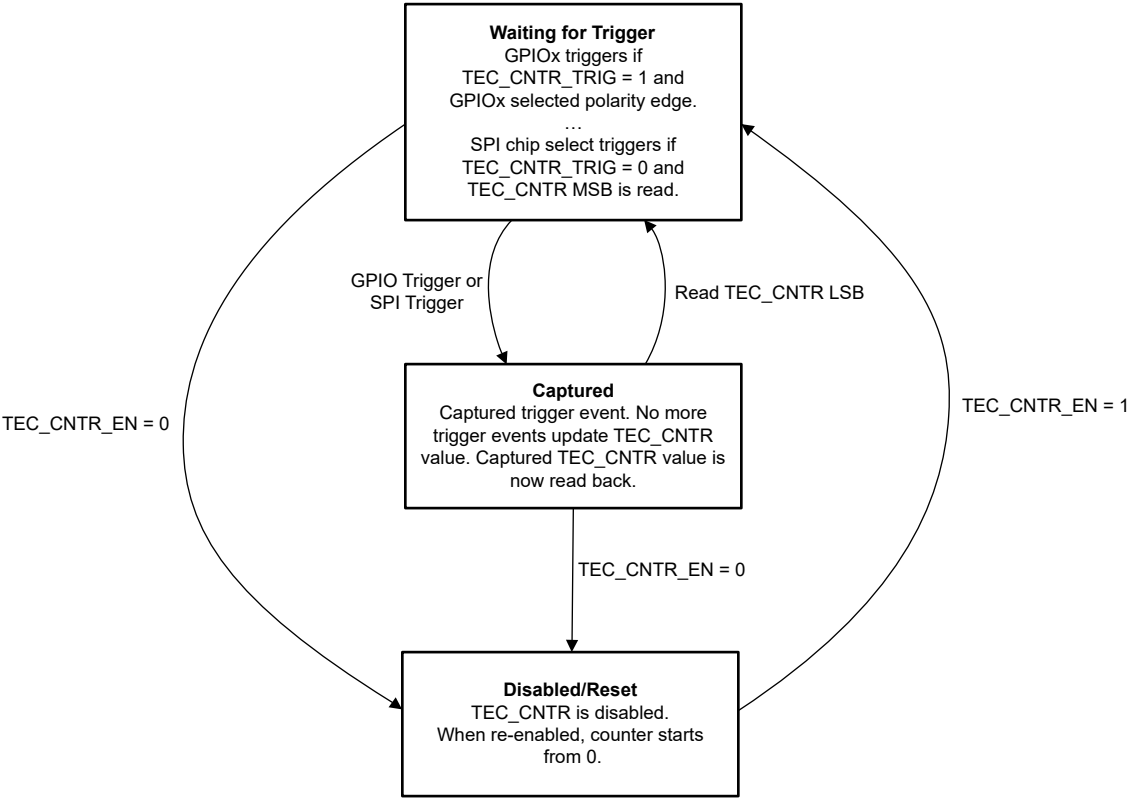 Waiting for Trigger
GPIOx triggers if
TEC_CNTR_TRIG = 1 and
GPIOx selected polarity edge.
…
SPI chip select triggers if
TEC_CNTR_TRIG = 0 and
TEC_CNTR MSB is read.
GPIO Trigger or
SPI Trigger
Read TEC_CNTR LSB
Captured
Captured trigger event. No more
trigger events update TEC_CNTR
value. Captured TEC_CNTR value is
now read back.
TEC_CNTR_EN = 0
TEC_CNTR_EN = 1
TEC_CNTR_EN = 0
Disabled/Reset
TEC_CNTR is disabled.
When re-enabled, counter starts
from 0.